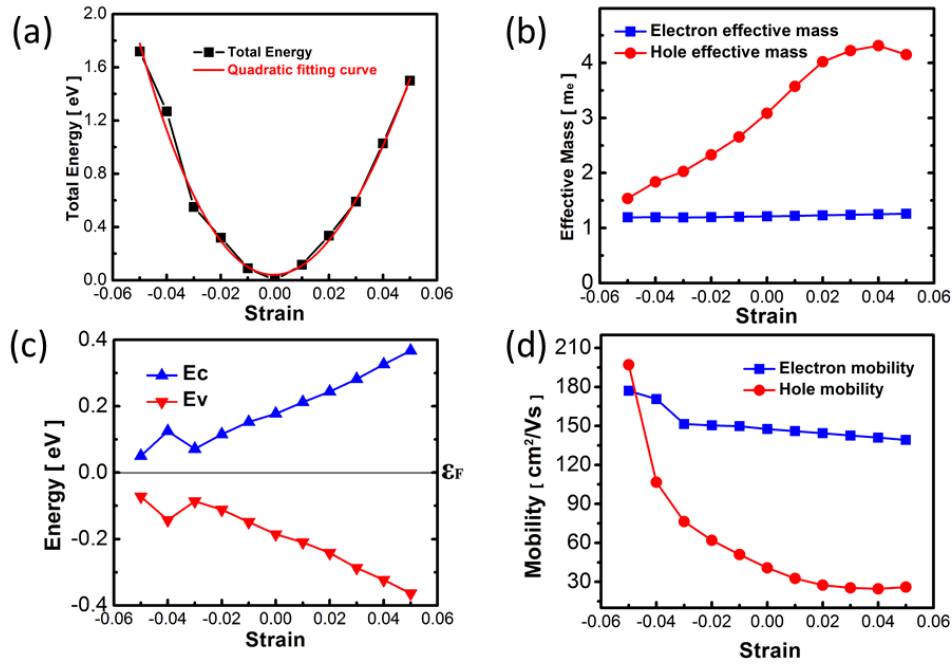 (a)
Total Energy
Quadratic fitting curve
Total Energy [ eV]
2.0
1.6
1.2
0.8
0.4
0.0
-0.06 -0.04 -0.02 0.00 0.02 0.04 0.06
Strain
(b)
Electron effective mass
Hole effective mass
Effective Mass [ me]
5
4
3
2
1
0
-0.06 -0.04 -0.02 0.00 0.02 0.04 0.06
Strain
(c)
Ec
Ev
Energy [ eV]
0.4
0.2
0.0
-0.2
-0.4
εF
-0.06 -0.04 -0.02 0.00 0.02 0.04 0.06
Strain
(d)
Electron mobility
Hole mobility
Mobility [ cm²/Vs]
210
180
150
120
90
60
30
-0.06 -0.04 -0.02 0.00 0.02 0.04 0.06
Strain